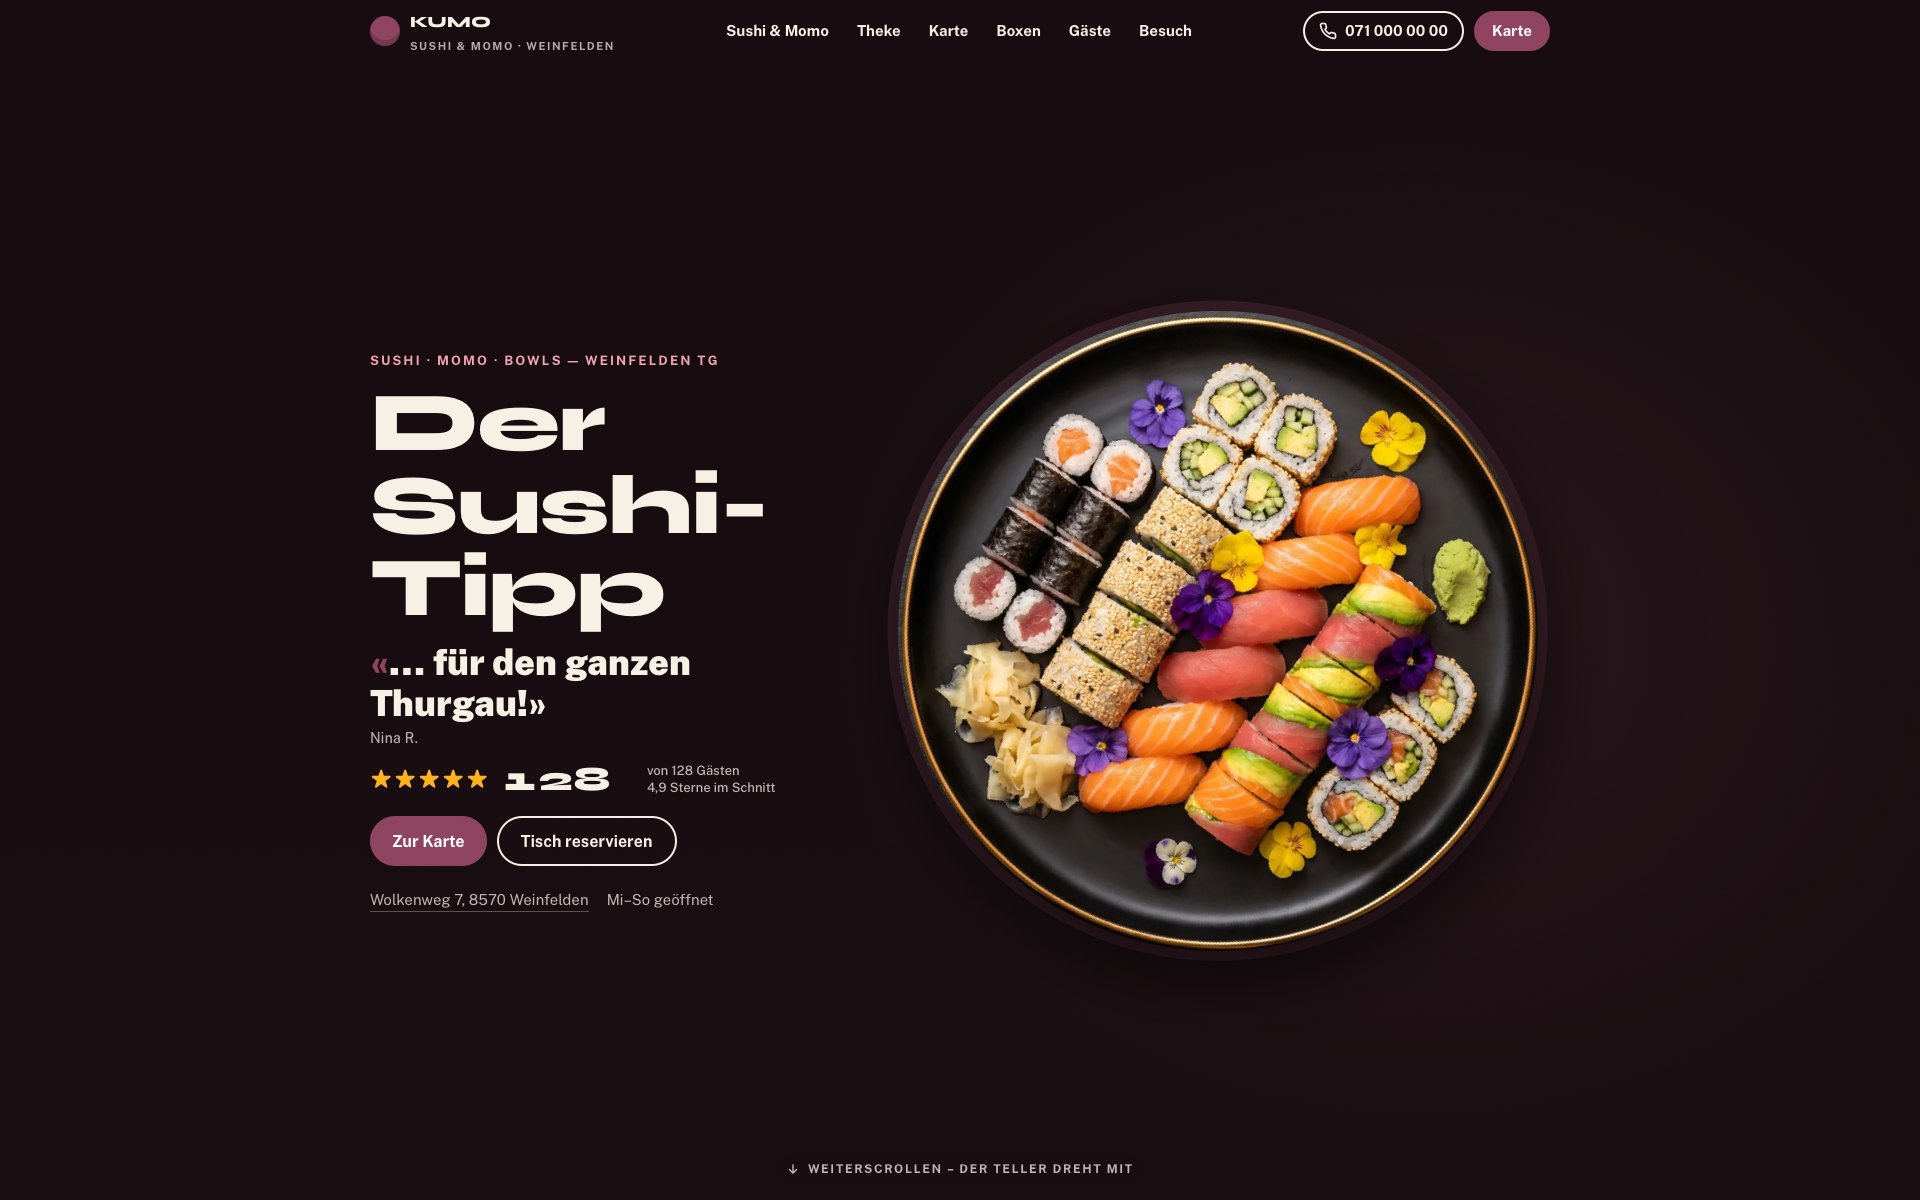 KUMO
SUSHI & MOMO · WEINFELDEN
Sushi & Momo
Theke
Karte
Boxen
Gäste
Besuch
071 000 00 00
Karte
SUSHI · MOMO · BOWLS — WEINFELDEN TG
Der
Sushi-
Tipp
«... für den ganzen
Thurgau!»
Nina R.
128
von 128 Gästen
4,9 Sterne im Schnitt
Zur Karte
Tisch reservieren
Wolkenweg 7, 8570 Weinfelden
Mi–So geöffnet
↓ WEITERSCROLLEN – DER TELLER DREHT MIT